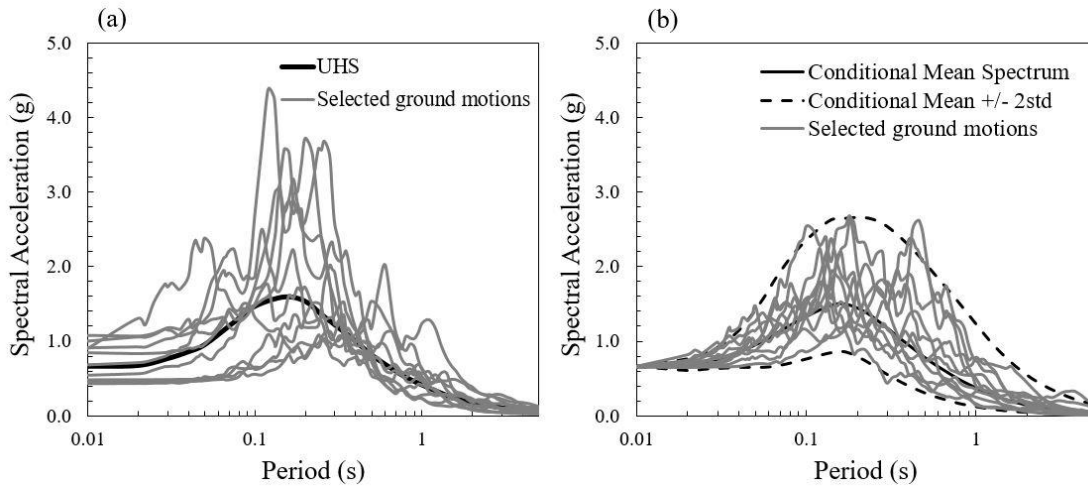 (a)
5.0
4.0
3.0
2.0
1.0
0.0
Spectral Acceleration (g)
UHS
Selected ground motions
0.01
0.1
1
Period (s)
(b)
5.0
4.0
3.0
2.0
1.0
0.0
Spectral Acceleration (g)
Conditional Mean Spectrum
Conditional Mean +/- 2std
Selected ground motions
0.01
0.1
1
Period (s)